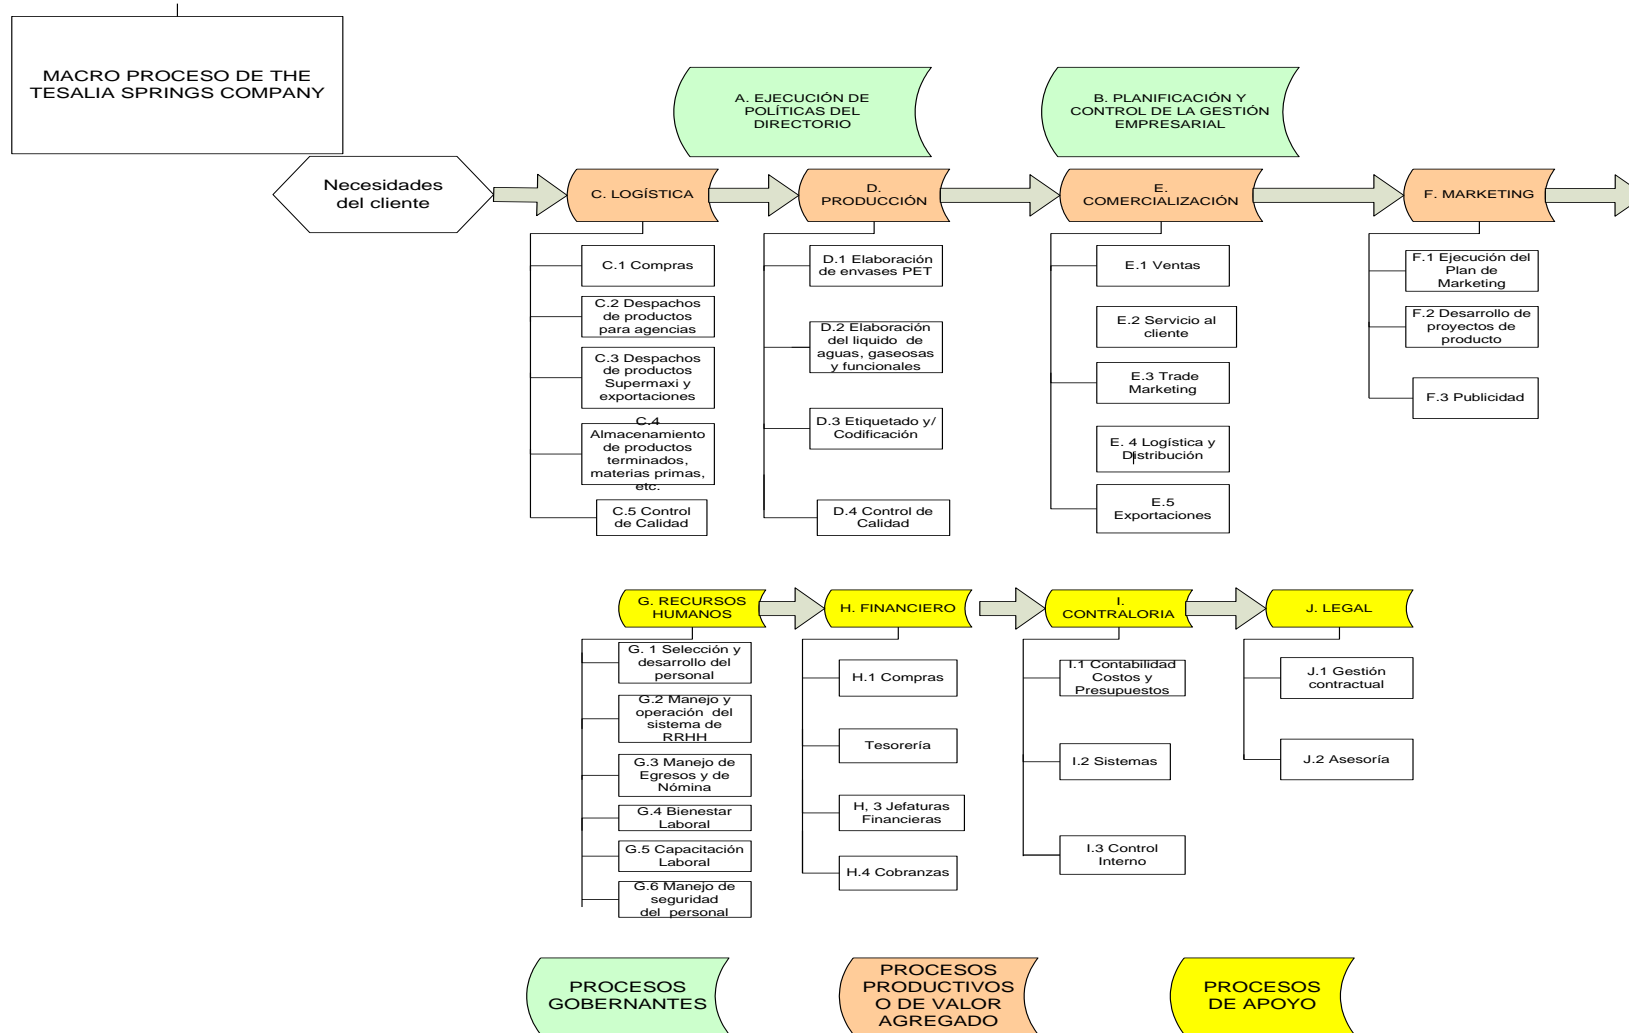 MACRO PROCESO DE THE
TESALIA SPRINGS COMPANY
A. EJECUCIÓN DE
POLÍTICAS DEL
DIRECTORIO
B. PLANIFICACIÓN Y
CONTROL DE LA GESTIÓN
EMPRESARIAL
Necesidades
del cliente
C. LOGÍSTICA
D.
PRODUCCIÓN
E.
COMERCIALIZACIÓN
F. MARKETING
C.1 Compras
C.2 Despachos
de productos
para agencias
C.3 Despachos
de productos
Supermaxi y
exportaciones
C.4
Almacenamiento
de productos
terminados,
materias primas,
etc.
C.5 Control
de Calidad
D.1 Elaboración
de envases PET
D.2 Elaboración
del liquido de
aguas, gaseosas
y funcionales
D.3 Etiquetado y/
Codificación
D.4 Control de
Calidad
E.1 Ventas
E.2 Servicio al
cliente
E.3 Trade
Marketing
E. 4 Logística y
Distribución
E.5
Exportaciones
F.1 Ejecución del
Plan de
Marketing
F.2 Desarrollo de
proyectos de
producto
F.3 Publicidad
G. RECURSOS
HUMANOS
H. FINANCIERO
I.
CONTRALORIA
J. LEGAL
G. 1 Selección y
desarrollo del
personal
G.2 Manejo y
operación del
sistema de
RRHH
G.3 Manejo de
Egresos y de
Nómina
G.4 Bienestar
Laboral
G.5 Capacitación
Laboral
G.6 Manejo de
seguridad
del personal
H.1 Compras
Tesorería
H, 3 Jefaturas
Financieras
H.4 Cobranzas
I.1 Contabilidad
Costos y
Presupuestos
I.2 Sistemas
I.3 Control
Interno
J.1 Gestión
contractual
J.2 Asesoría
PROCESOS
GOBERNANTES
PROCESOS
PRODUCTIVOS
O DE VALOR
AGREGADO
PROCESOS
DE APOYO